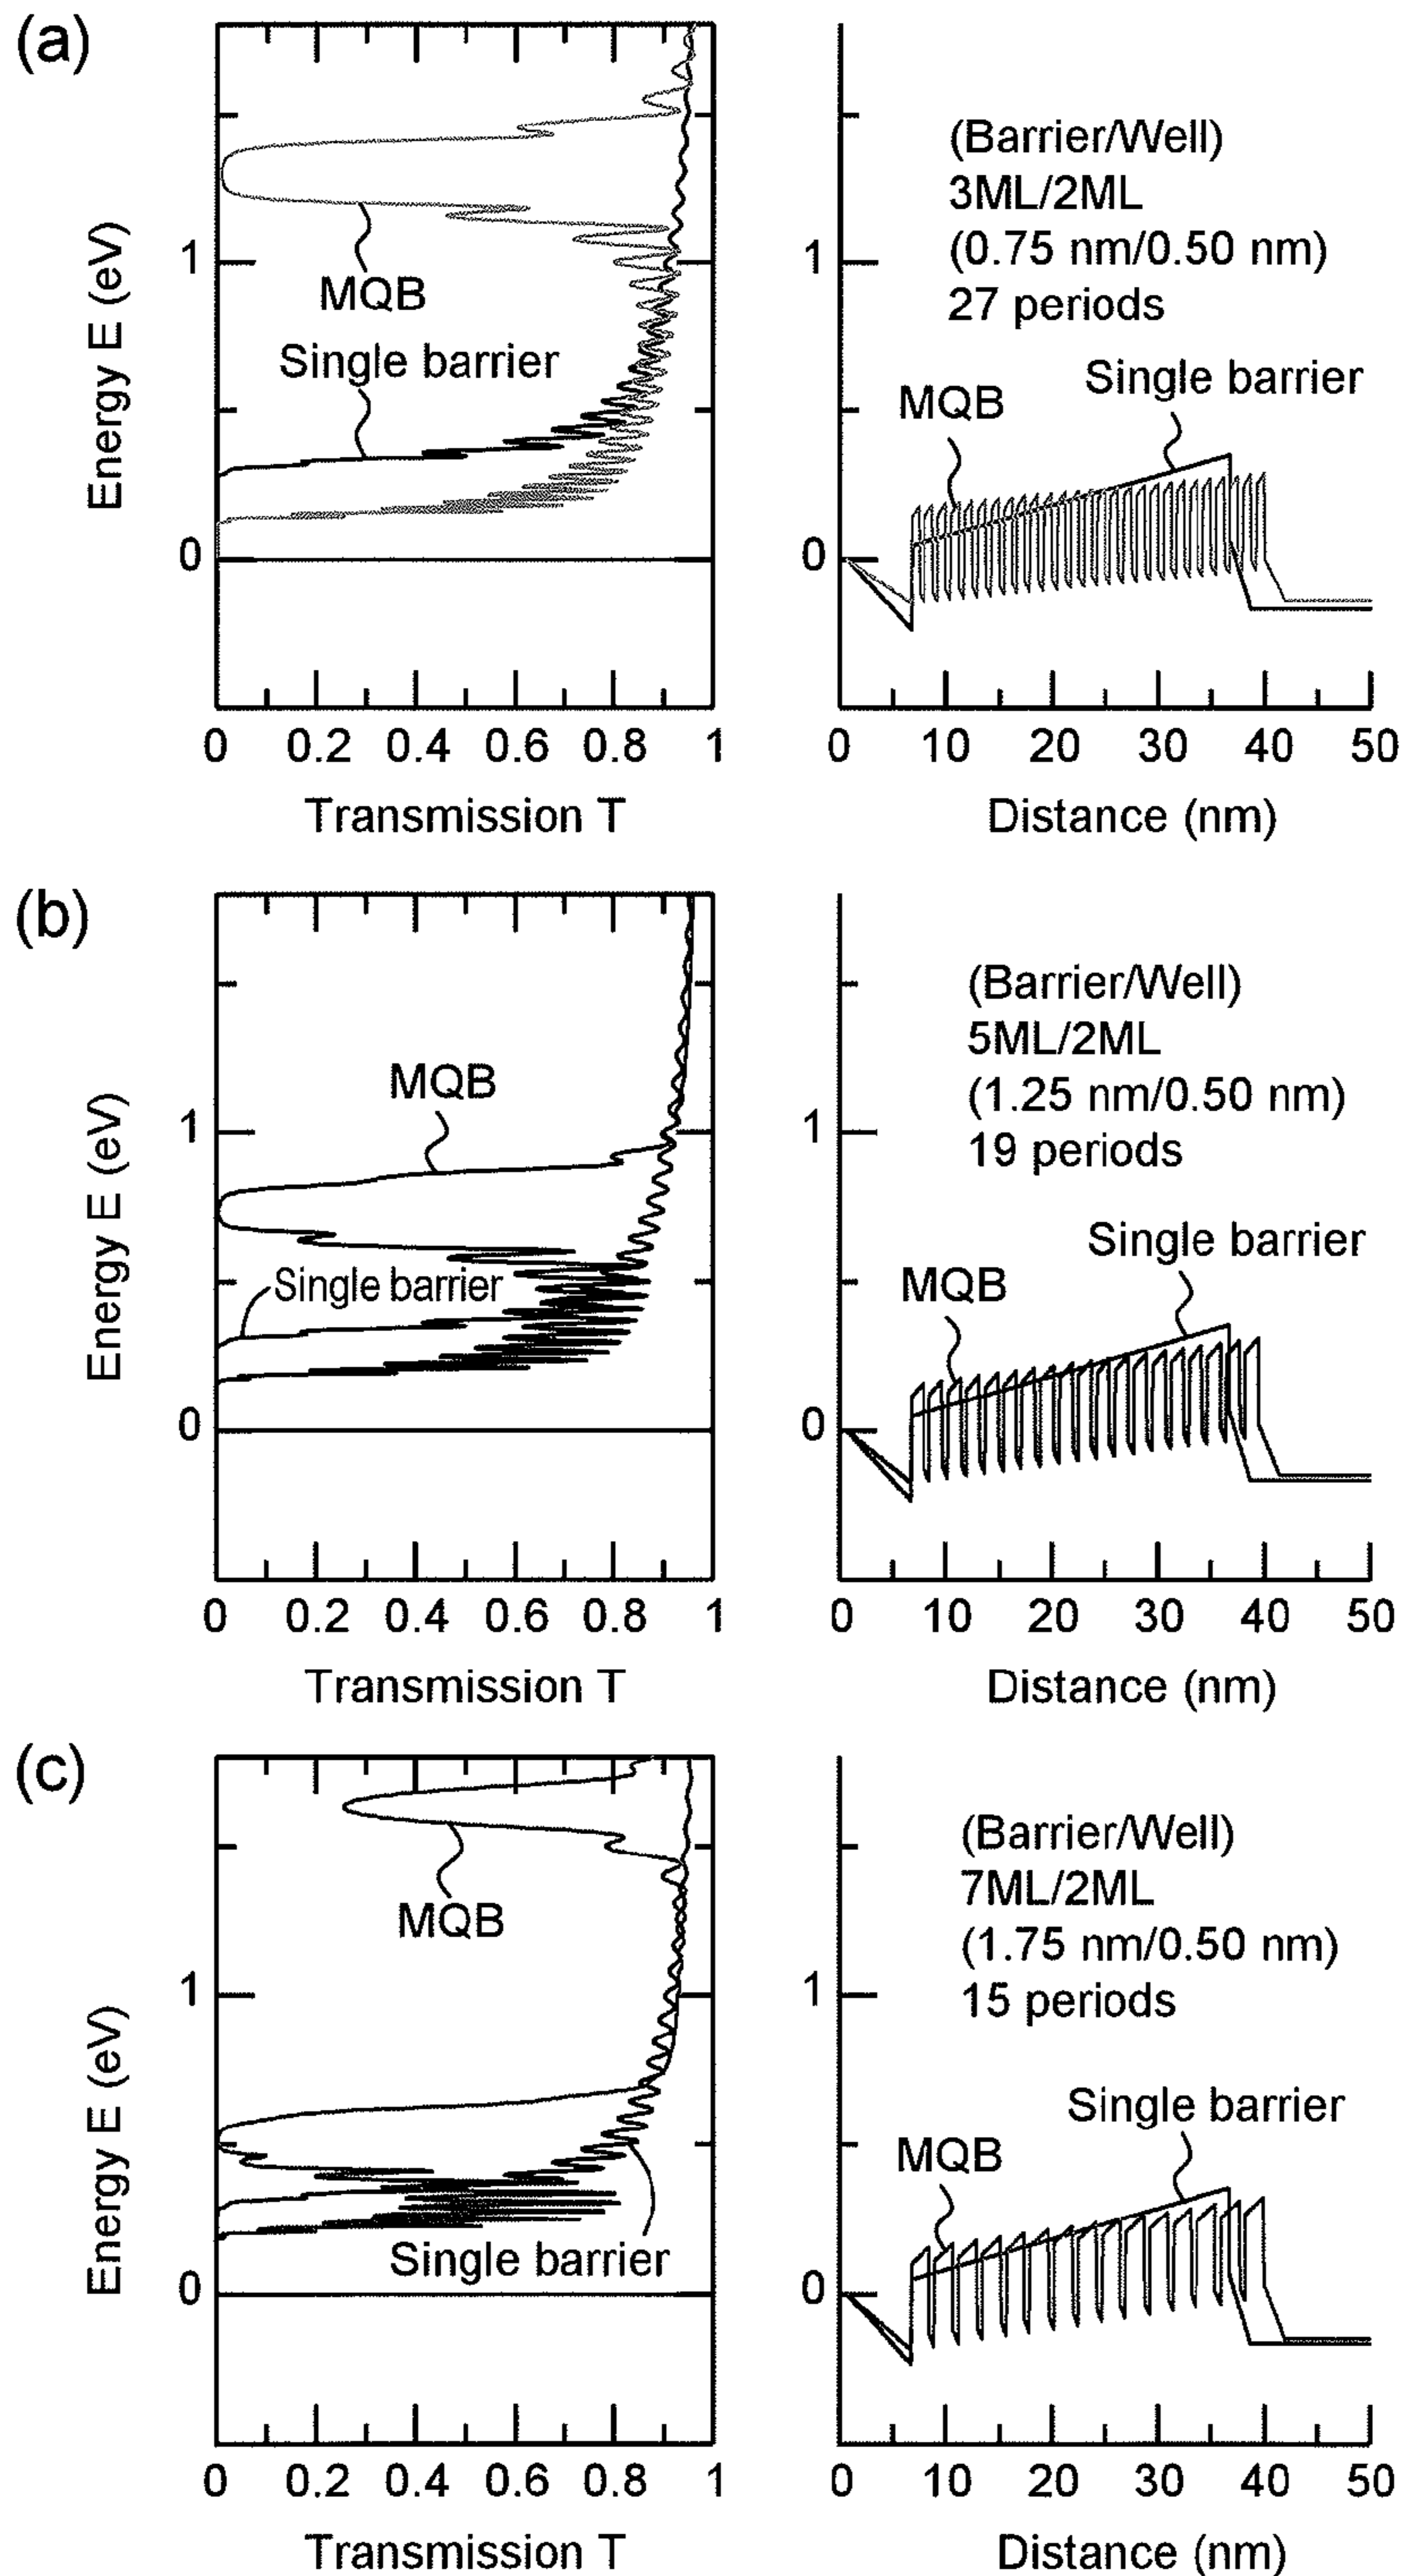 (a)
Energy E (eV)
1
0
MQB
Single barrier
0 0.2 0.4 0.6 0.8 1
Transmission T
(Barrier/Well)
3ML/2ML
(0.75 nm/0.50 nm)
27 periods
MQB
Single barrier
1
0
0 10 20 30 40 50
Distance (nm)
(b)
Energy E (eV)
1
0
MQB
Single barrier
0 0.2 0.4 0.6 0.8 1
Transmission T
(Barrier/Well)
5ML/2ML
(1.25 nm/0.50 nm)
19 periods
Single barrier
MQB
1
0
0 10 20 30 40 50
Distance (nm)
(c)
Energy E (eV)
1
0
MQB
Single barrier
0 0.2 0.4 0.6 0.8 1
Transmission T
(Barrier/Well)
7ML/2ML
(1.75 nm/0.50 nm)
15 periods
Single barrier
MQB
1
0
0 10 20 30 40 50
Distance (nm)